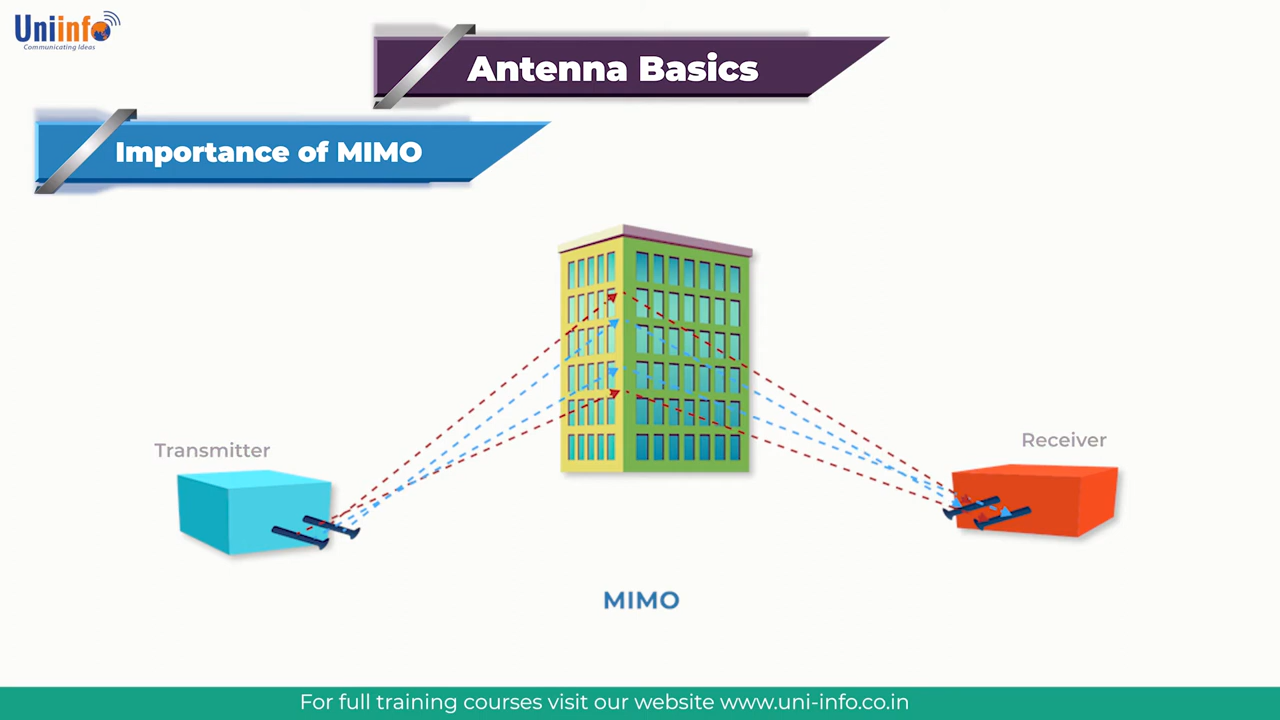 Uniinfo
Communicating Ideas
Antenna Basics
Importance of MIMO
Transmitter
Receiver
MIMO
For full training courses visit our website www.uni-info.co.in